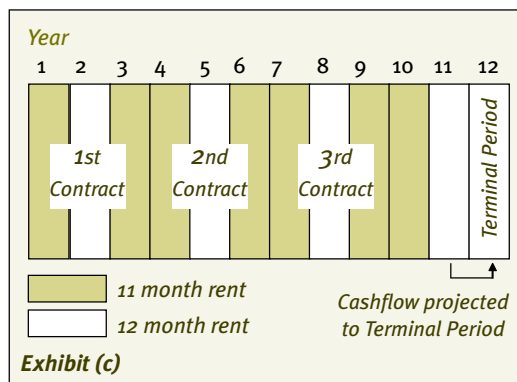 Year
1 2 3 4 5 6 7 8 9 10 11 12
1st
Contract
2nd
Contract
3rd
Contract
Terminal Period
11 month rent
12 month rent
Cashflow projected
to Terminal Period
Exhibit (c)